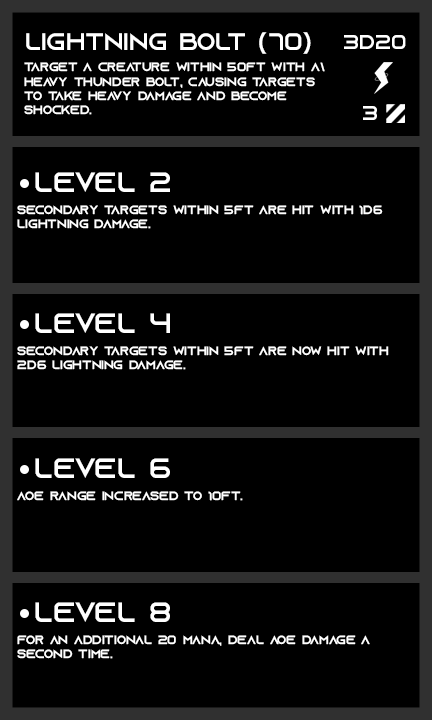 LIGHTNING BOLT (70) 3D20
TARGET A CREATURE WITHIN 50FT WITH A\
HEAVY THUNDER BOLT, CAUSING TARGETS
TO TAKE HEAVY DAMAGE AND BECOME
SHOCKED.
3
•LEVEL 2
SECONDARY TARGETS WITHIN 5FT ARE HIT WITH 1D6
LIGHTNING DAMAGE.
•LEVEL 4
SECONDARY TARGETS WITHIN 5FT ARE NOW HIT WITH
2D6 LIGHTNING DAMAGE.
•LEVEL 6
AOE RANGE INCREASED TO 10FT.
•LEVEL 8
FOR AN ADDITIONAL 20 MANA, DEAL AOE DAMAGE A
SECOND TIME.